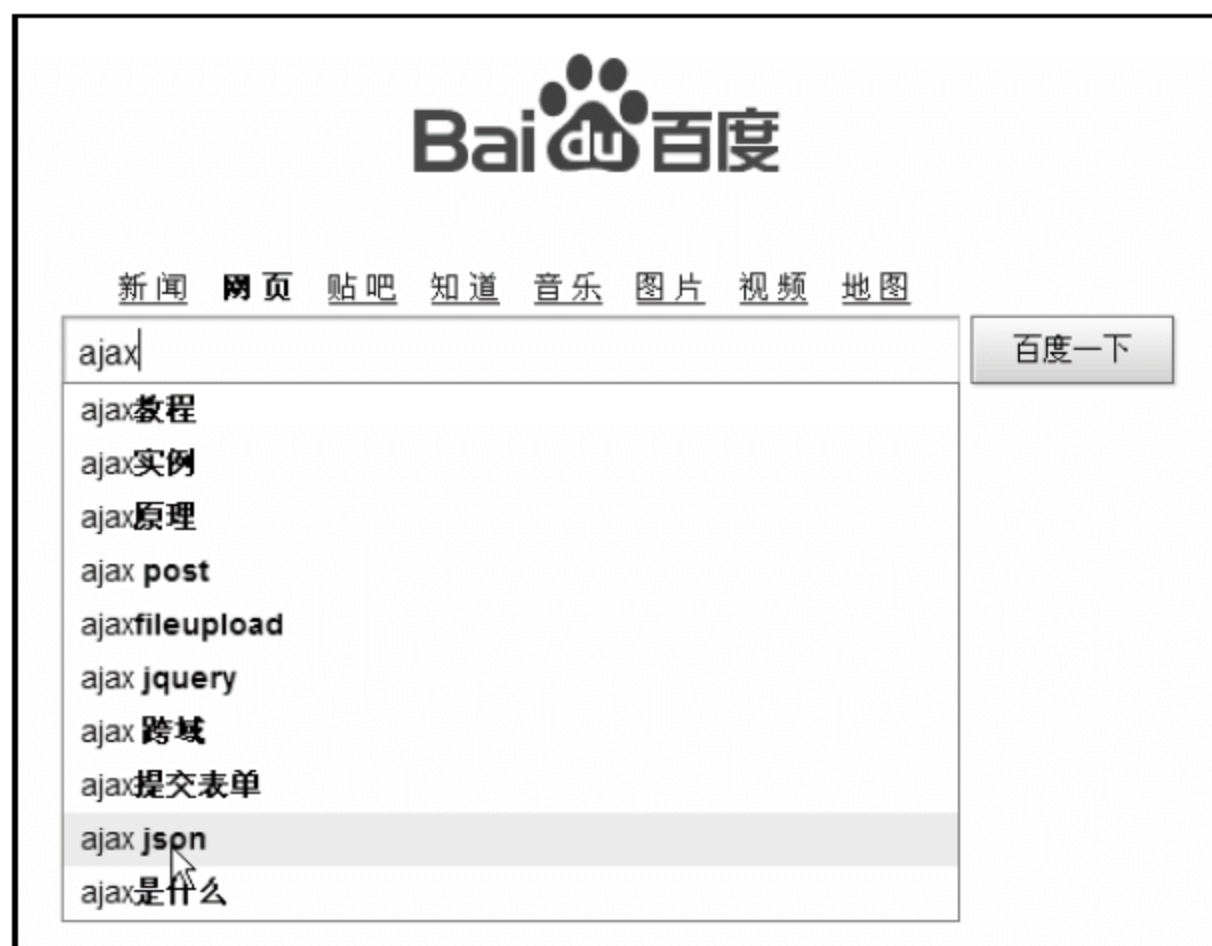 Bai du 百度
新闻 网页 贴吧 知道 音乐 图片 视频 地图
ajax 百度一下
ajax教程
ajax实例
ajax原理
ajax post
ajaxfileupload
ajax jquery
ajax 跨域
ajax提交表单
ajax json
ajax是什么